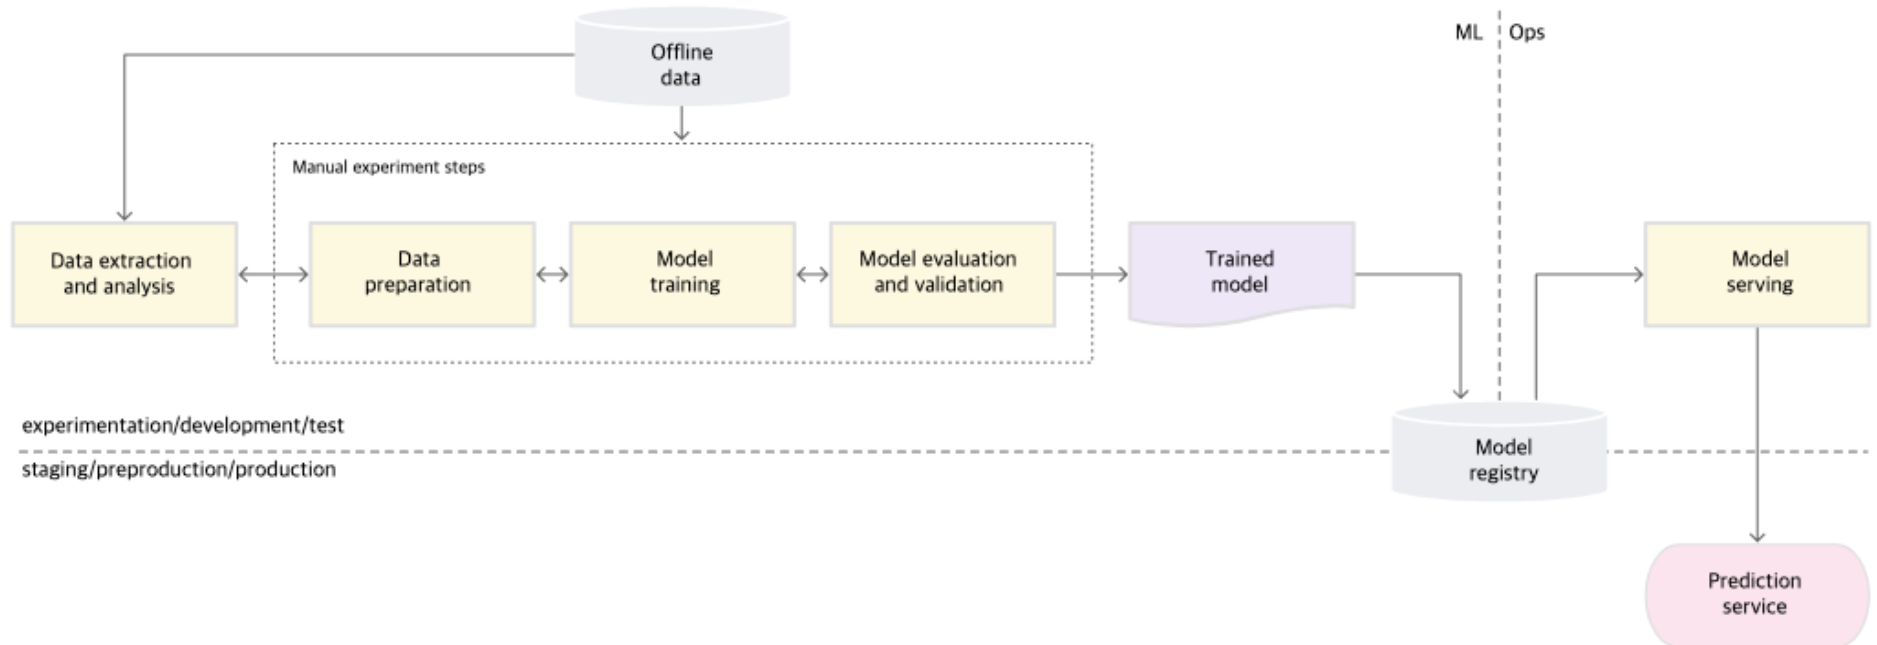 Offline
data
ML
Ops
Manual experiment steps
Data extraction
and analysis
Data
preparation
Model
training
Model evaluation
and validation
Trained
model
Model
serving
experimentation/development/test
staging/preproduction/production
Model
registry
Prediction
service